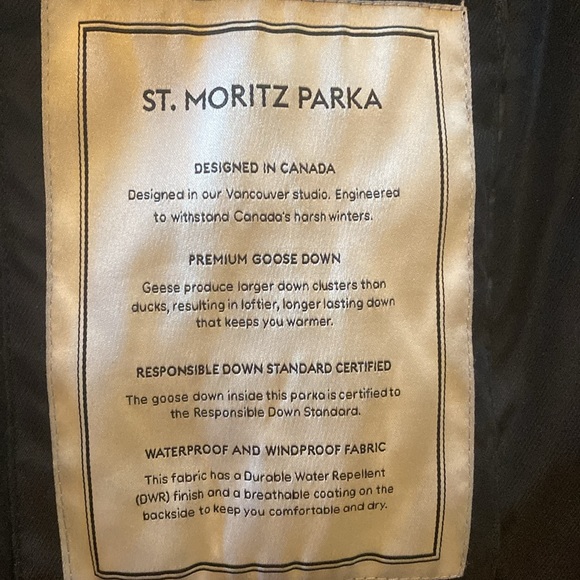 ST. MORITZ PARKA
DESIGNED IN CANADA
Designed in our Vancouver studio. Engineered
to withstand Canada's harsh winters.
PREMIUM GOOSE DOWN
Geese produce larger down clusters than
ducks, resulting in loftier, longer lasting down
that keeps you warmer.
RESPONSIBLE DOWN STANDARD CERTIFIED
The goose down inside this parka is certified to
the Responsible Down Standard.
WATERPROOF AND WINDPROOF FABRIC
This fabric has a Durable Water Repellent
(DWR) finish and a breathable coating on the
backside to keep you comfortable and dry.